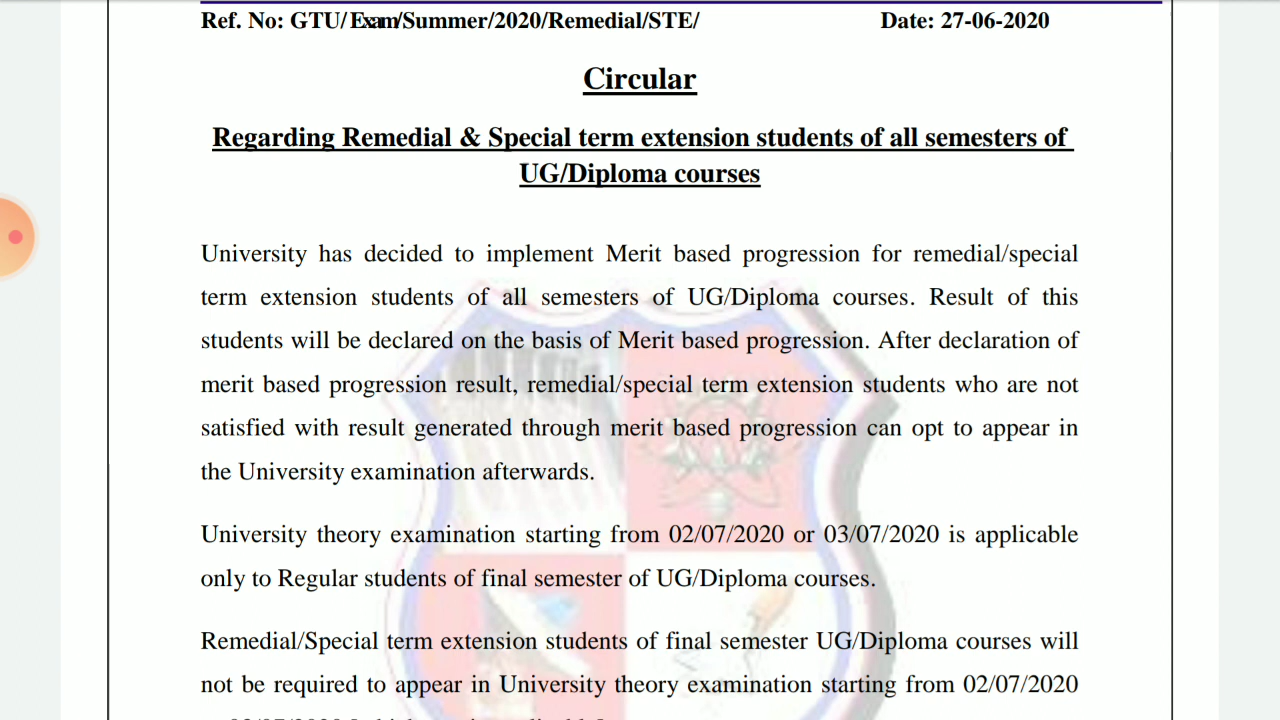 Ref. No: GTU/Exam/Summer/2020/Remedial/STE/ Date: 27-06-2020
Circular
Regarding Remedial & Special term extension students of all semesters of
UG/Diploma courses
University has decided to implement Merit based progression for remedial/special
term extension students of all semesters of UG/Diploma courses. Result of this
students will be declared on the basis of Merit based progression. After declaration of
merit based progression result, remedial/special term extension students who are not
satisfied with result generated through merit based progression can opt to appear in
the University examination afterwards.
University theory examination starting from 02/07/2020 or 03/07/2020 is applicable
only to Regular students of final semester of UG/Diploma courses.
Remedial/Special term extension students of final semester UG/Diploma courses will
not be required to appear in University theory examination starting from 02/07/2020